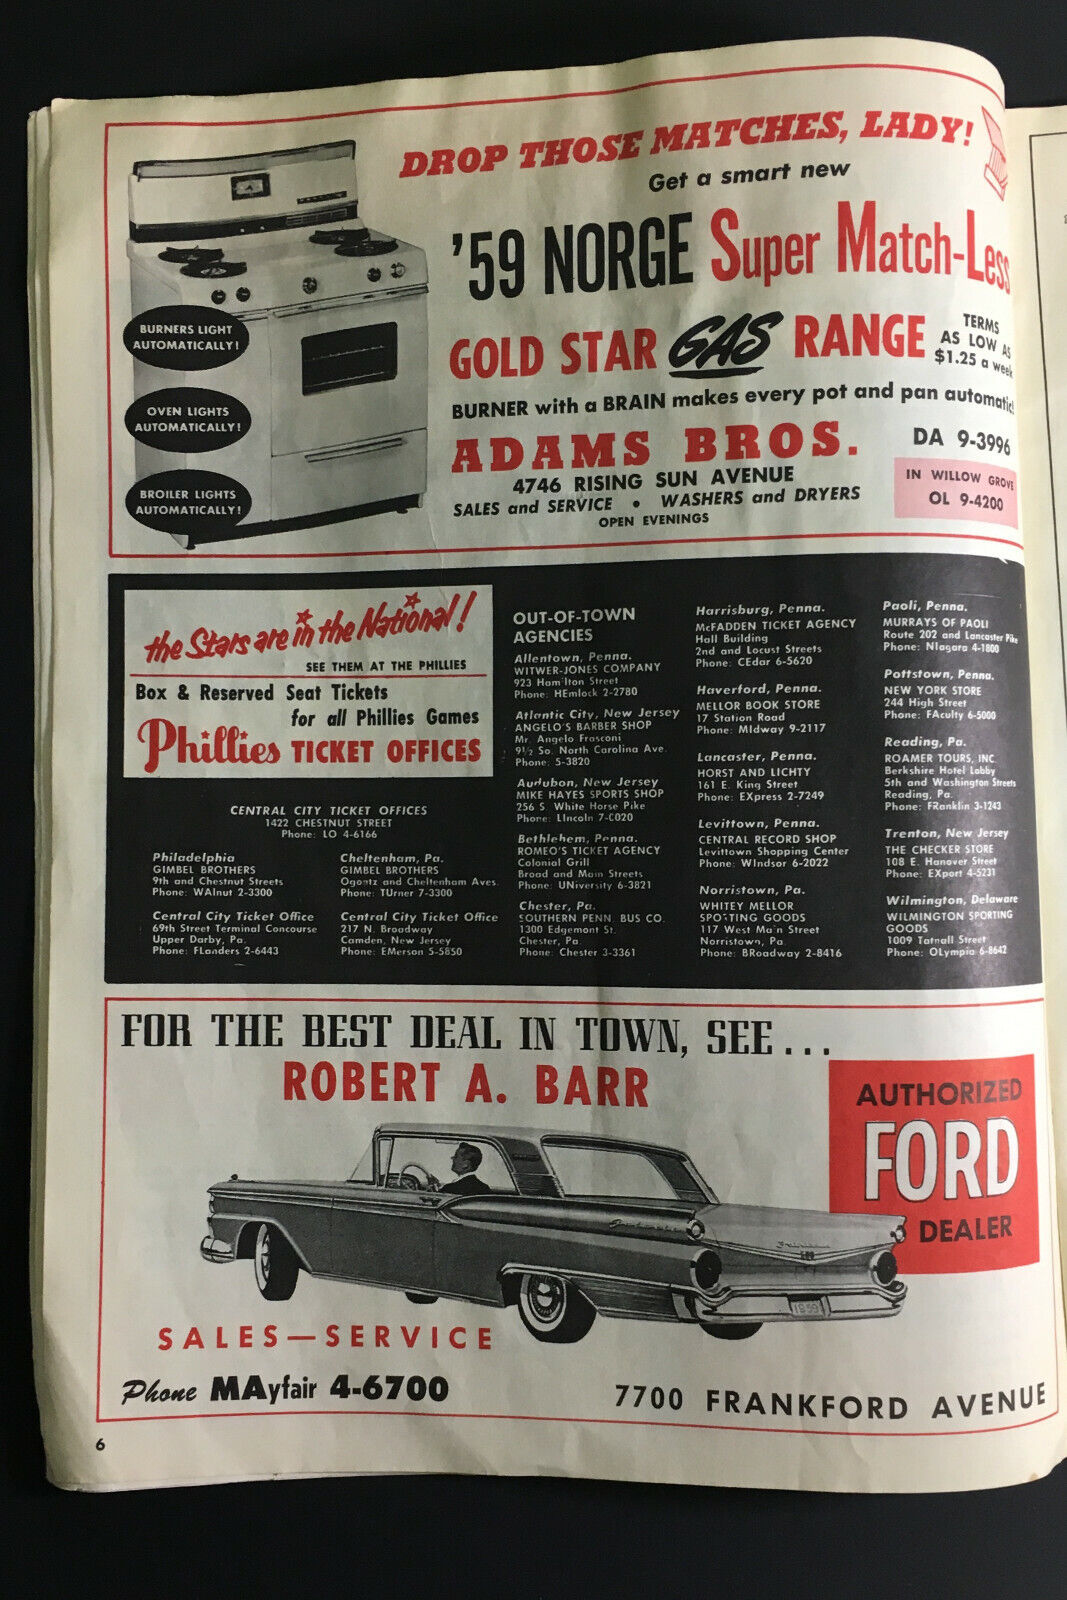 DROP THOSE MATCHES, LADY!
Get a smart new
'59 NORGE Super Match-Less
GOLD STAR GAS RANGE
TERMS
AS LOW AS
$1.25 a week
BURNER with a BRAIN makes every pot and pan automatic!
BURNERS LIGHT
AUTOMATICALLY!
OVEN LIGHTS
AUTOMATICALLY!
BROILER LIGHTS
AUTOMATICALLY!
ADAMS BROS.
4746 RISING SUN AVENUE
SALES and SERVICE • WASHERS and DRYERS
OPEN EVENINGS
DA 9-3996
IN WILLOW GROVE
OL 9-4200
the Stars are in the National!
SEE THEM AT THE PHILLIES
Box & Reserved Seat Tickets
for all Phillies Games
Phillies TICKET OFFICES
CENTRAL CITY TICKET OFFICES
1422 CHESTNUT STREET
Phone: LO 4-6166
Philadelphia
GIMBEL BROTHERS
9th and Chestnut Streets
Phone: WAlnut 2-3300
Central City Ticket Office
69th Street Terminal Concourse
Upper Darby, Pa.
Phone: FLanders 2-6443
Cheltenham, Pa.
GIMBEL BROTHERS
Ogontz and Cheltenham Aves.
Phone: TUrner 7-3300
Central City Ticket Office
217 N. Broadway
Camden, New Jersey
Phone: EMerson 5-5850
OUT-OF-TOWN
AGENCIES
Allentown, Penna.
WITWER-JONES COMPANY
923 Hamilton Street
Phone: HEmlock 2-2780
Atlantic City, New Jersey
ANGELO'S BARBER SHOP
Mr. Angelo Frasconi
9½ So. North Carolina Ave.
Phone: 5-3820
Audubon, New Jersey
MIKE HAYES SPORTS SHOP
256 S. White Horse Pike
Phone: LIncoln 7-0020
Bethlehem, Penna.
ROMEO'S TICKET AGENCY
Colonial Grill
Broad and Main Streets
Phone: UNiversity 6-3821
Chester, Pa.
SOUTHERN PENN. BUS CO.
1300 Edgemont St.
Chester, Pa
Phone: Chester 3-3361
Harrisburg, Penna.
McFADDEN TICKET AGENCY
Hall Building
2nd and Locust Streets
Phone: CEdar 6-5620
Haverford, Penna.
MELLOR BOOK STORE
17 Station Road
Phone: MIdway 9-2117
Lancaster, Penna.
HORST AND LICHTY
161 E. King Street
Phone: EXpress 2-7249
Levittown, Penna.
CENTRAL RECORD SHOP
Levittown Shopping Center
Phone: WIndsor 6-2022
Norristown, Pa.
WHITEY MELLOR
SPORTING GOODS
117 West Main Street
Norristown, Pa.
Phone: BRoadway 2-8416
Paoli, Penna.
MURRAYS OF PAOLI
Route 202 and Lancaster Pike
Phone: NIagara 4-1800
Pottstown, Penna.
NEW YORK STORE
244 High Street
Phone: FAculty 6-5000
Reading, Pa.
ROAMER TOURS, INC.
Berkshire Hotel Lobby
5th and Washington Streets
Reading, Pa.
Phone: FRanklin 3-1243
Trenton, New Jersey
THE CHECKER STORE
108 E. Hanover Street
Phone: EXport 4-5231
Wilmington, Delaware
WILMINGTON SPORTING
GOODS
1009 Tatnall Street
Phone: OLympia 6-8642
FOR THE BEST DEAL IN TOWN, SEE . . .
ROBERT A. BARR
AUTHORIZED
FORD
DEALER
1959
SALES—SERVICE
Phone MAyfair 4-6700
7700 FRANKFORD AVENUE
6